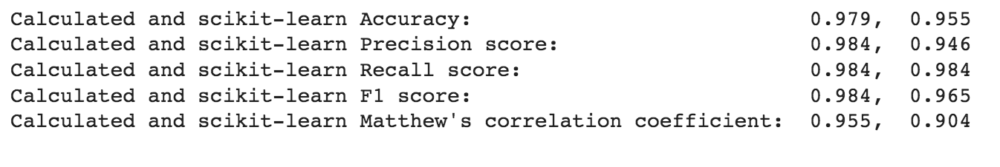 Calculated and scikit-learn Accuracy: 0.979, 0.955
Calculated and scikit-learn Precision score: 0.984, 0.946
Calculated and scikit-learn Recall score: 0.984, 0.984
Calculated and scikit-learn F1 score: 0.984, 0.965
Calculated and scikit-learn Matthew's correlation coefficient: 0.955, 0.904